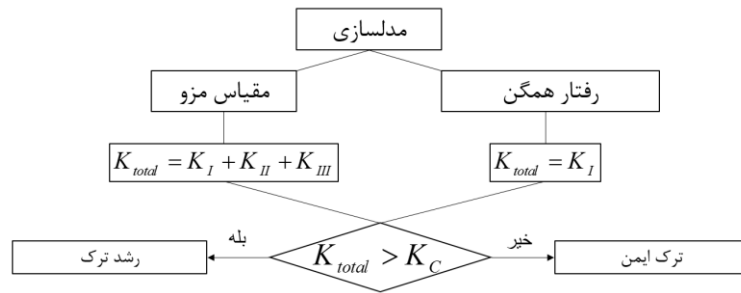 مدلسازی
رفتار همگن
مقیاس مزو
K_total = K_I
K_total = K_I + K_II + K_III
K_total > K_C
خیر
بله
ترک ایمن
رشد ترک